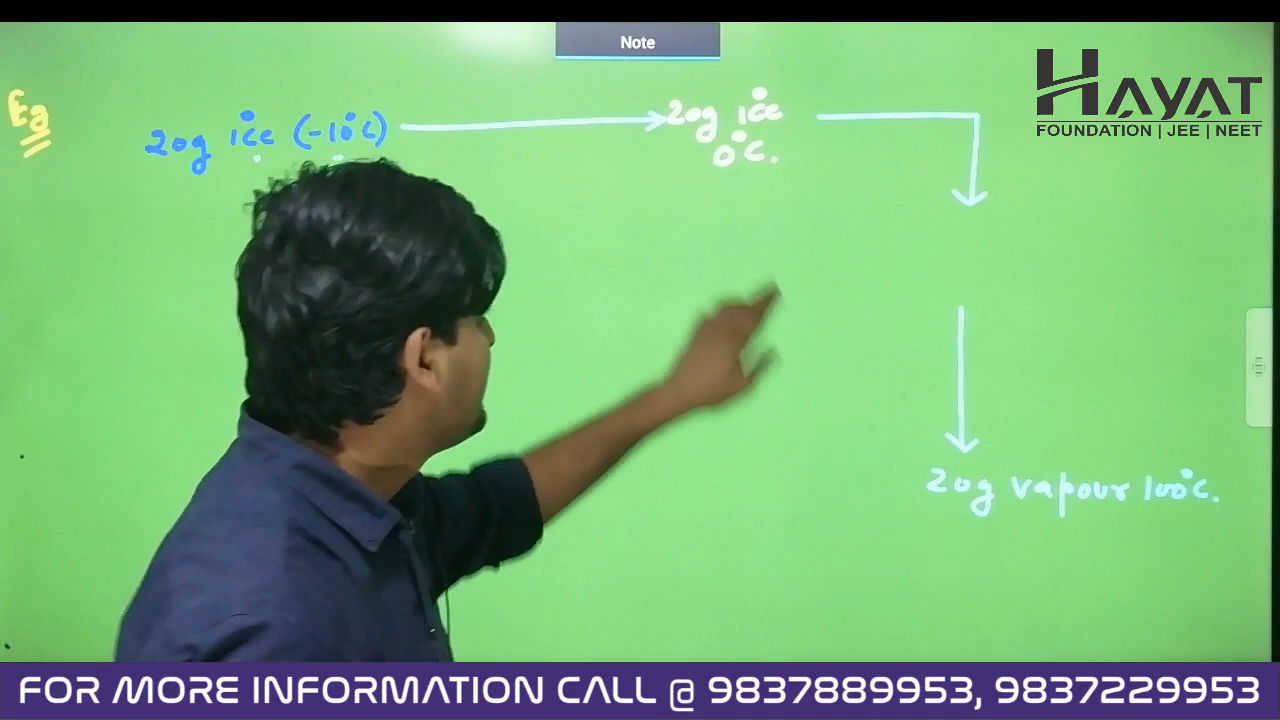 Note
HAYAT
FOUNDATION | JEE | NEET
Eg
20g ice (-10°C)
20g ice
0°C.
20g vapour 100°C.
FOR MORE INFORMATION CALL @ 9837889953, 9837229953